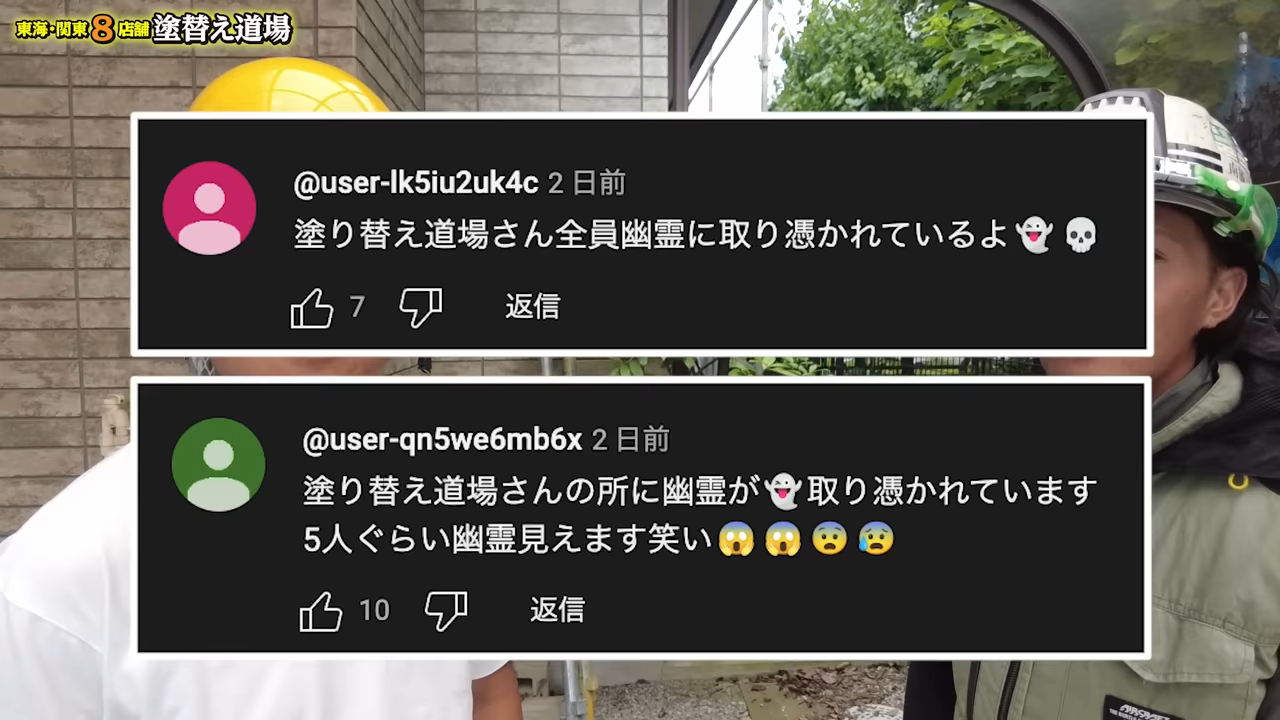 東海・関東8店舗塗替え道場
@user-lk5iu2uk4c 2 日前
塗り替え道場さん全員幽霊に取り憑かれているよ👻💀
7 返信
@user-qn5we6mb6x 2 日前
塗り替え道場さんの所に幽霊が👻取り憑かれています
5人ぐらい幽霊見えます笑い😱😱😨😰
10 返信